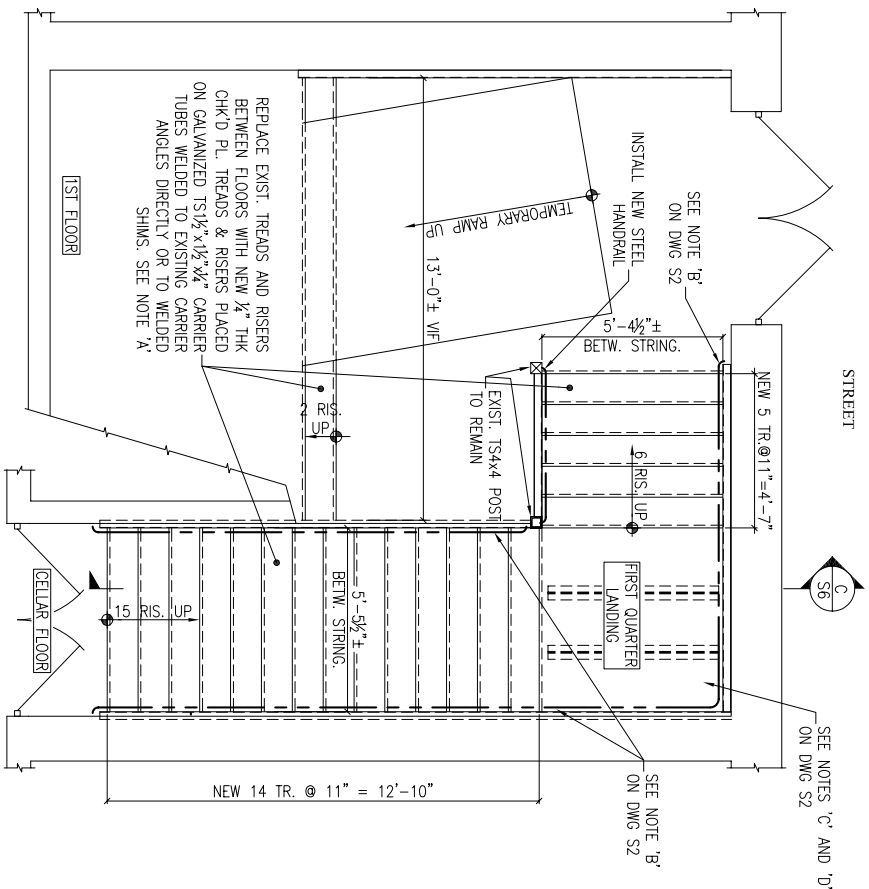 STREET
SEE NOTE 'B'
ON DWG S2
INSTALL NEW STEEL
HANDRAIL
TEMPORARY RAMP UP
13'-0"± VIF
5'-4½"±
BETW. STRING.
NEW 5 TR.@11"=4'-7"
EXIST. TS4x4 POST
TO REMAIN
6 RIS. UP
2 RIS.
UP
REPLACE EXIST. TREADS AND RISERS
BETWEEN FLOORS WITH NEW ¼" THK
CHK'D PL. TREADS & RISERS PLACED
ON GALVANIZED TS1½"x1½"x¼" CARRIER
TUBES WELDED TO EXISTING CARRIER
ANGLES DIRECTLY OR TO WELDED
SHIMS. SEE NOTE 'A'
1ST FLOOR
C
S6
FIRST QUARTER
LANDING
SEE NOTES 'C' AND 'D'
ON DWG S2
5'-5½"±
BETW. STRING.
15 RIS. UP
CELLAR FLOOR
SEE NOTE 'B'
ON DWG S2
NEW 14 TR. @ 11" = 12'-10"